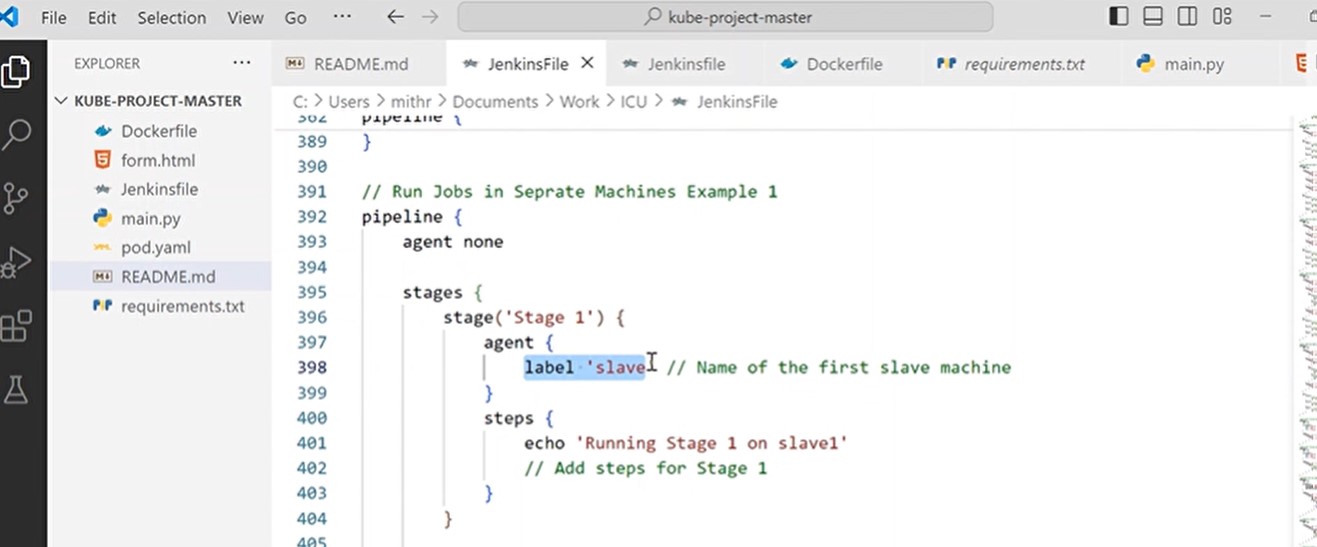 File Edit Selection View Go ··· kube-project-master
EXPLORER ···
README.md JenkinsFile Jenkinsfile Dockerfile requirements.txt main.py
KUBE-PROJECT-MASTER
Dockerfile
form.html
Jenkinsfile
main.py
pod.yaml
README.md
requirements.txt
C: > Users > mithr > Documents > Work > ICU > JenkinsFile
382 pipeline {
389 }
390
391 // Run Jobs in Seprate Machines Example 1
392 pipeline {
393 agent none
394
395 stages {
396 stage('Stage 1') {
397 agent {
398 label 'slave // Name of the first slave machine
399 }
400 steps {
401 echo 'Running Stage 1 on slave1'
402 // Add steps for Stage 1
403 }
404 }
405